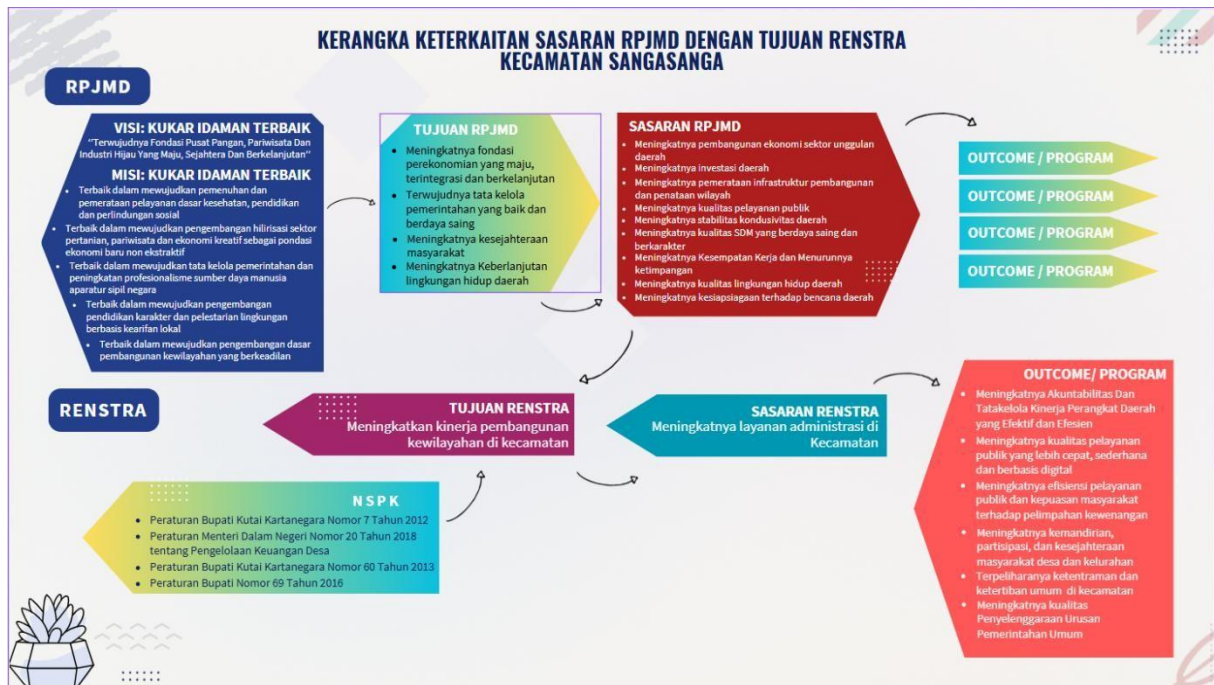 KERANGKA KETERKAITAN SASARAN RPJMD DENGAN TUJUAN RENSTRA
KECAMATAN SANGASANGA
RPJMD
VISI: KUKAR IDAMAN TERBAIK
"Terwujudnya Fondasi Pusat Pangan, Pariwisata Dan
Industri Hijau Yang Maju, Sejahtera Dan Berkelanjutan"
MISI: KUKAR IDAMAN TERBAIK
• Terbaik dalam mewujudkan pemenuhan dan
pemerataan pelayanan dasar kesehatan, pendidikan
dan perlindungan sosial
• Terbaik dalam mewujudkan pengembangan hilirisasi sektor
pertanian, pariwisata dan ekonomi kreatif sebagai pondasi
ekonomi baru non ekstraktif
• Terbaik dalam mewujudkan tata kelola pemerintahan dan
peningkatan profesionalisme sumber daya manusia
aparatur sipil negara
• Terbaik dalam mewujudkan pengembangan
pendidikan karakter dan pelestarian lingkungan
berbasis kearifan lokal
• Terbaik dalam mewujudkan pengembangan dasar
pembangunan kewilayahan yang berkeadilan
TUJUAN RPJMD
• Meningkatnya fondasi
perekonomian yang maju,
terintegrasi dan berkelanjutan
• Terwujudnya tata kelola
pemerintahan yang baik dan
berdaya saing
• Meningkatnya kesejahteraan
masyarakat
• Meningkatnya Keberlanjutan
lingkungan hidup daerah
SASARAN RPJMD
• Meningkatnya pembangunan ekonomi sektor unggulan
daerah
• Meningkatnya investasi daerah
• Meningkatnya pemerataan infrastruktur pembangunan
dan penataan wilayah
• Meningkatnya kualitas pelayanan publik
• Meningkatnya stabilitas kondusivitas daerah
• Meningkatnya kualitas SDM yang berdaya saing dan
berkarakter
• Meningkatnya Kesempatan Kerja dan Menurunnya
ketimpangan
• Meningkatnya kualitas lingkungan hidup daerah
• Meningkatnya kesiapsiagaan terhadap bencana daerah
OUTCOME / PROGRAM
OUTCOME / PROGRAM
OUTCOME / PROGRAM
OUTCOME / PROGRAM
RENSTRA
TUJUAN RENSTRA
Meningkatkan kinerja pembangunan
kewilayahan di kecamatan
SASARAN RENSTRA
Meningkatnya layanan administrasi di
Kecamatan
OUTCOME/ PROGRAM
• Meningkatnya Akuntabilitas Dan
Tatakelola Kinerja Perangkat Daerah
yang Efektif dan Efesien
• Meningkatnya kualitas pelayanan
publik yang lebih cepat, sederhana
dan berbasis digital
• Meningkatnya efisiensi pelayanan
publik dan kepuasan masyarakat
terhadap pelimpahan kewenangan
• Meningkatnya kemandirian,
partisipasi, dan kesejahteraan
masyarakat desa dan kelurahan
• Terpeliharanya ketentraman dan
ketertiban umum di kecamatan
• Meningkatnya kualitas
Penyelenggaraan Urusan
Pemerintahan Umum
NSPK
• Peraturan Bupati Kutai Kartanegara Nomor 7 Tahun 2012
• Peraturan Menteri Dalam Negeri Nomor 20 Tahun 2018
tentang Pengelolaan Keuangan Desa
• Peraturan Bupati Kutai Kartanegara Nomor 60 Tahun 2013
• Peraturan Bupati Nomor 69 Tahun 2016